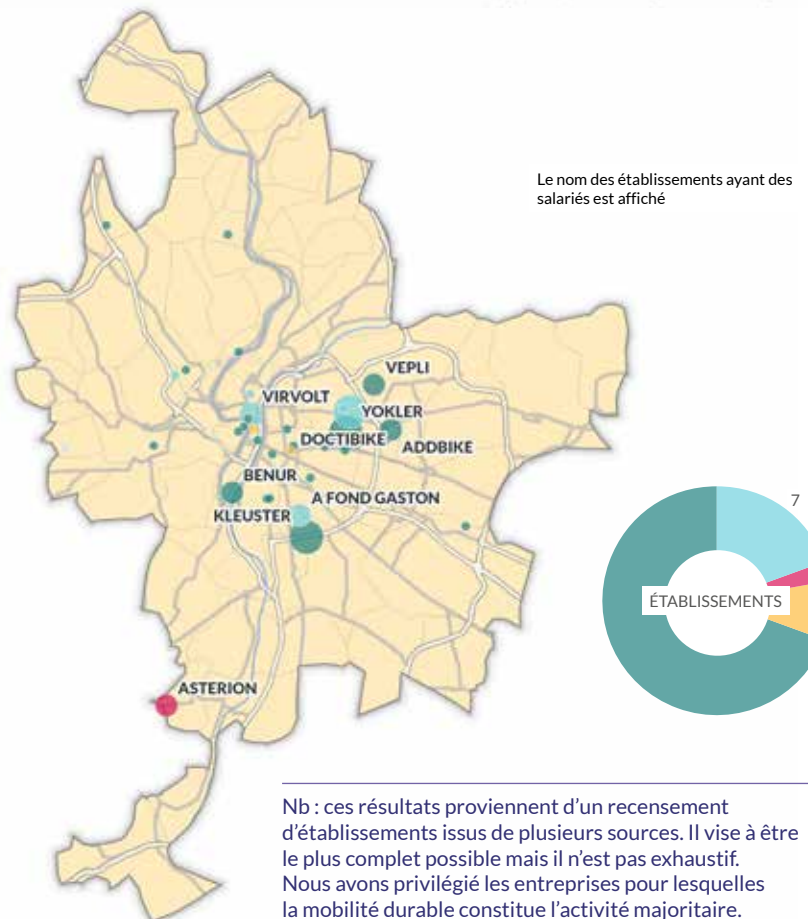 Le nom des établissements ayant des
salariés est affiché
VEPLI
VIRVOLT
YOKLER
DOCTIBIKE
ADDBIKE
BENUR
A FOND GASTON
KLEUSTER
7
ÉTABLISSEMENTS
ASTERION
Nb : ces résultats proviennent d’un recensement
d’établissements issus de plusieurs sources. Il vise à être
le plus complet possible mais il n’est pas exhaustif.
Nous avons privilégié les entreprises pour lesquelles
la mobilité durable constitue l’activité majoritaire.